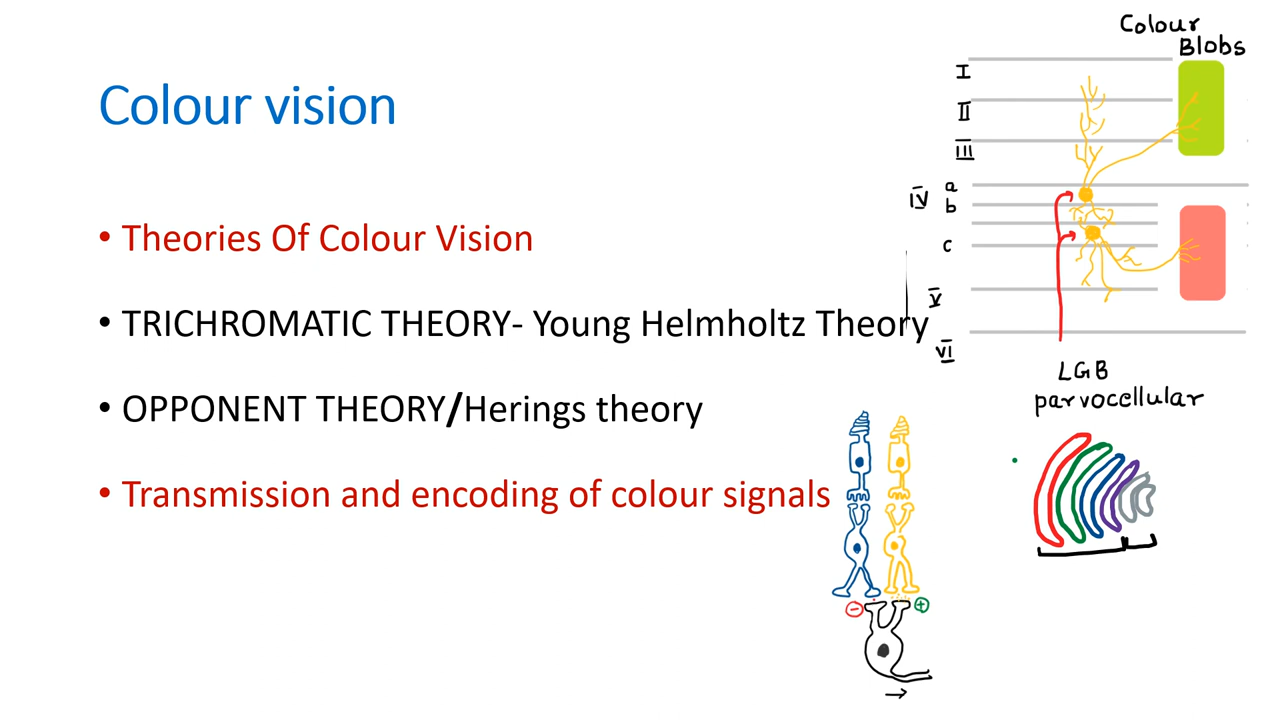 Colour vision
• Theories Of Colour Vision
• TRICHROMATIC THEORY- Young Helmholtz Theory
• OPPONENT THEORY/Herings theory
• Transmission and encoding of colour signals
Colour
Blobs
I
II
III
IV a
b
c
V
VI
LGB
parvocellular
- +